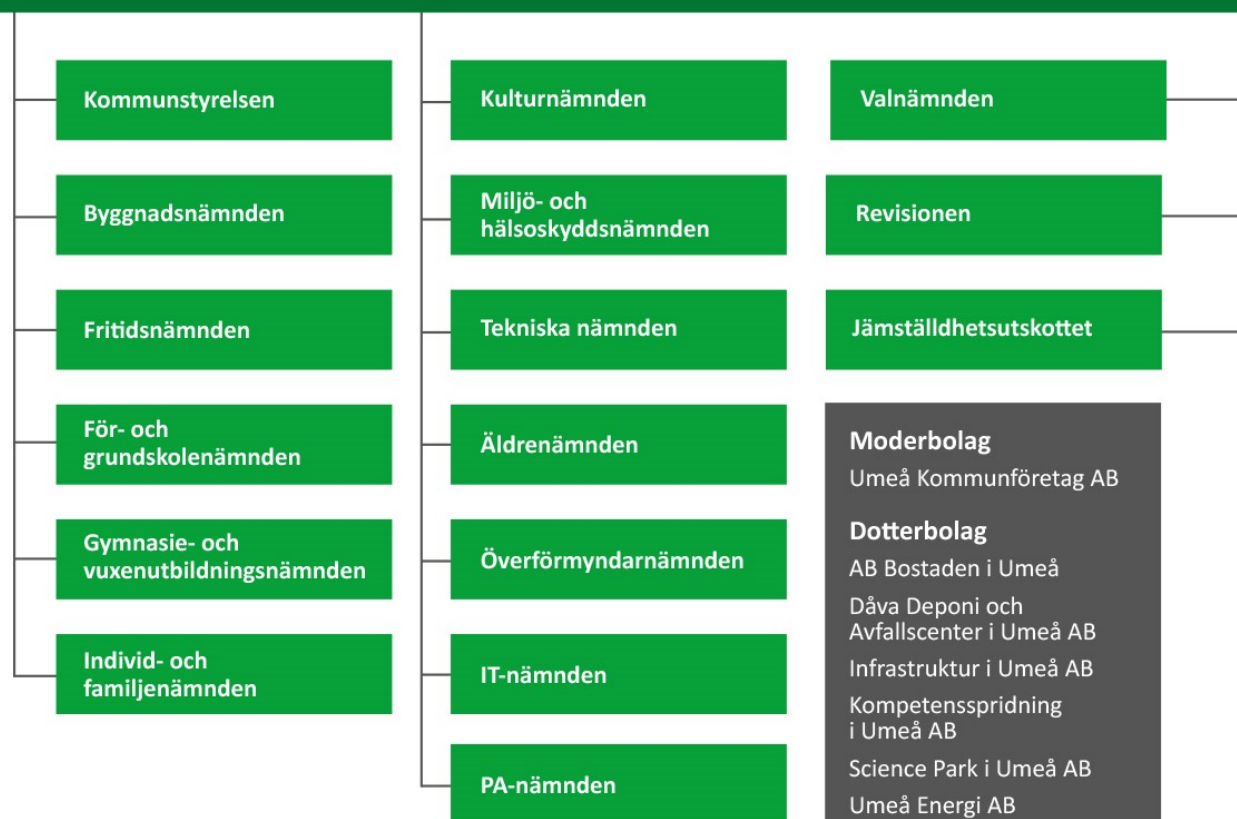 Kommunstyrelsen
Byggnadsnämnden
Fritidsnämnden
För- och
grundskolenämnden
Gymnasie- och
vuxenutbildningsnämnden
Individ- och
familjenämnden
Kulturnämnden
Miljö- och
hälsoskyddsnämnden
Tekniska nämnden
Äldrenämnden
Överförmyndarnämnden
IT-nämnden
PA-nämnden
Valnämnden
Revisionen
Jämställdhetsutskottet
Moderbolag
Umeå Kommunföretag AB
Dotterbolag
AB Bostaden i Umeå
Dåva Deponi och
Avfallscenter i Umeå AB
Infrastruktur i Umeå AB
Kompetensspridning
i Umeå AB
Science Park i Umeå AB
Umeå Energi AB